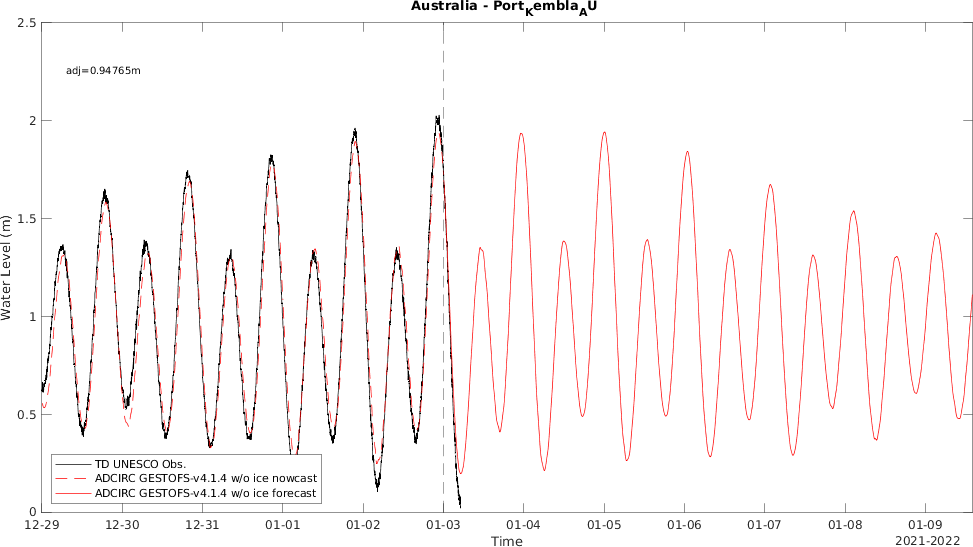 Australia - PortKemblaAU
2.5
adj=0.94765m
2
1.5
Water Level (m)
1
0.5
TD UNESCO Obs.
ADCIRC GESTOFS-v4.1.4 w/o ice nowcast
ADCIRC GESTOFS-v4.1.4 w/o ice forecast
0
12-29 12-30 12-31 01-01 01-02 01-03 01-04 01-05 01-06 01-07 01-08 01-09
Time
2021-2022